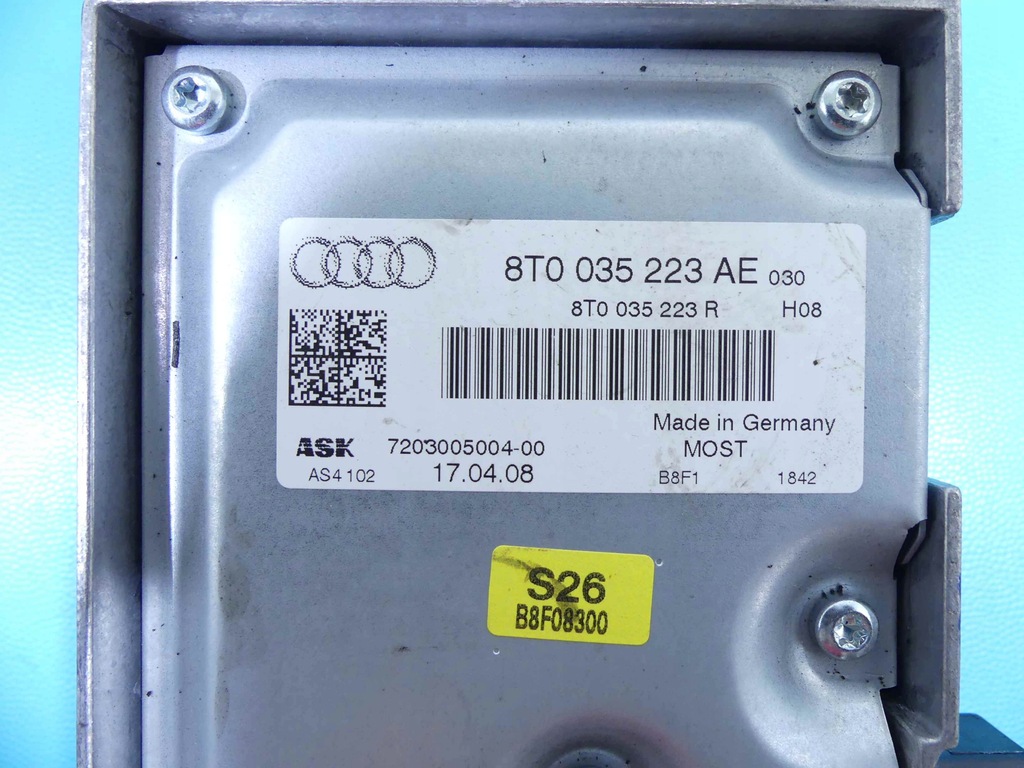 8T0 035 223 AE 030
8T0 035 223 R H08
Made in Germany
ASK 7203005004-00 MOST
AS4 102 17.04.08 B8F1 1842
S26
B8F08300